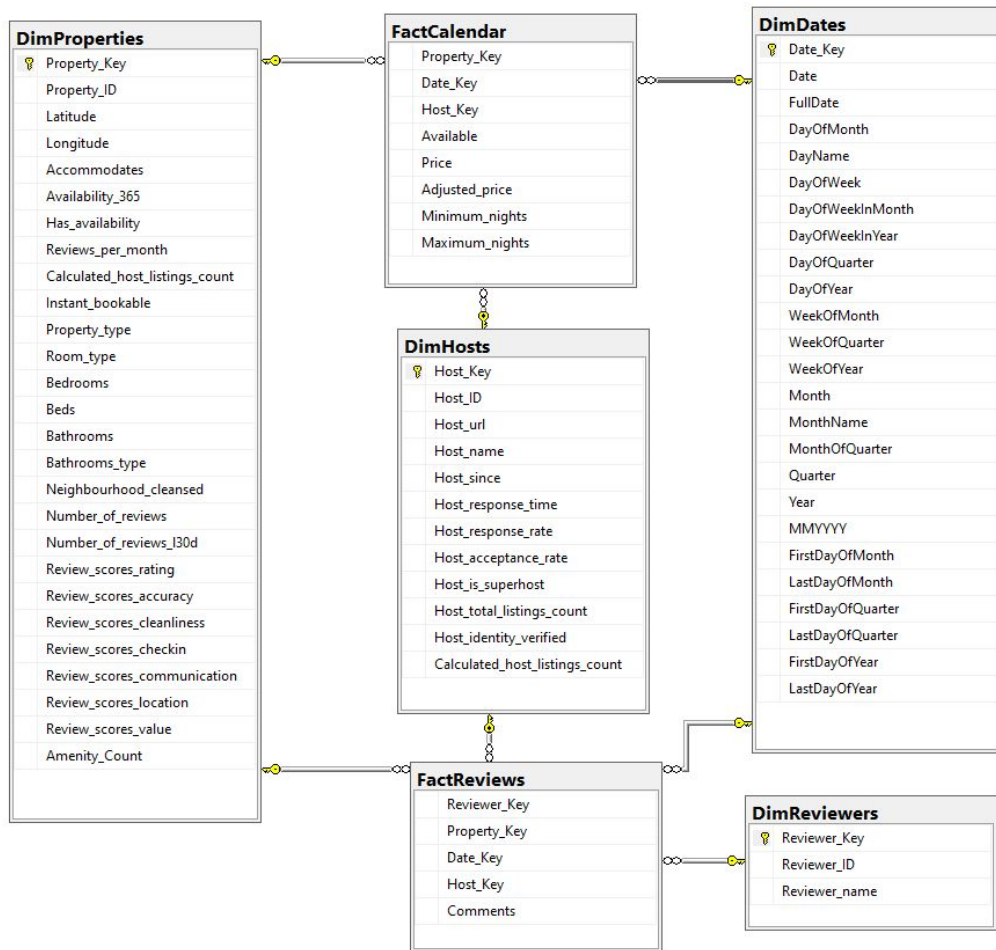 DimProperties
Property_Key
Property_ID
Latitude
Longitude
Accommodates
Availability_365
Has_availability
Reviews_per_month
Calculated_host_listings_count
Instant_bookable
Property_type
Room_type
Bedrooms
Beds
Bathrooms
Bathrooms_type
Neighbourhood_cleansed
Number_of_reviews
Number_of_reviews_l30d
Review_scores_rating
Review_scores_accuracy
Review_scores_cleanliness
Review_scores_checkin
Review_scores_communication
Review_scores_location
Review_scores_value
Amenity_Count
FactCalendar
Property_Key
Date_Key
Host_Key
Available
Price
Adjusted_price
Minimum_nights
Maximum_nights
DimHosts
Host_Key
Host_ID
Host_url
Host_name
Host_since
Host_response_time
Host_response_rate
Host_acceptance_rate
Host_is_superhost
Host_total_listings_count
Host_identity_verified
Calculated_host_listings_count
FactReviews
Reviewer_Key
Property_Key
Date_Key
Host_Key
Comments
DimDates
Date_Key
Date
FullDate
DayOfMonth
DayName
DayOfWeek
DayOfWeekInMonth
DayOfWeekInYear
DayOfQuarter
DayOfYear
WeekOfMonth
WeekOfQuarter
WeekOfYear
Month
MonthName
MonthOfQuarter
Quarter
Year
MMYYYY
FirstDayOfMonth
LastDayOfMonth
FirstDayOfQuarter
LastDayOfQuarter
FirstDayOfYear
LastDayOfYear
DimReviewers
Reviewer_Key
Reviewer_ID
Reviewer_name